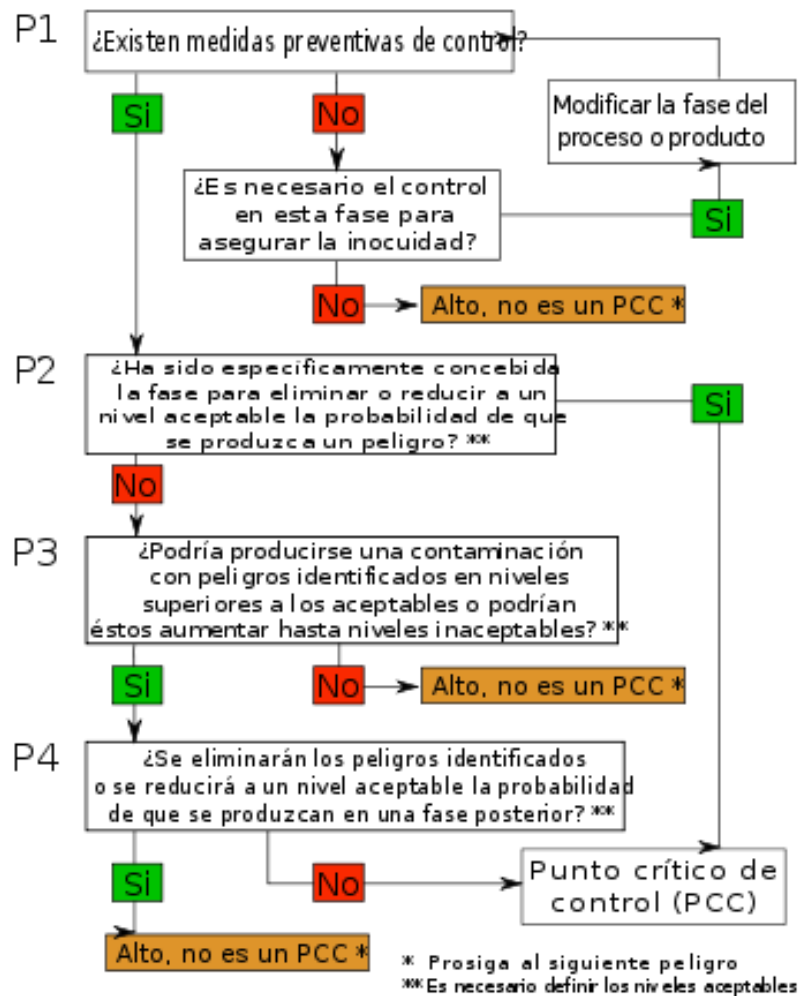 P1
¿Existen medidas preventivas de control?
Si
No
Modificar la fase del
proceso o producto
¿Es necesario el control
en esta fase para
asegurar la inocuidad?
Si
No
Alto, no es un PCC *
P2
¿Ha sido específicamente concebida
la fase para eliminar o reducir a un
nivel aceptable la probabilidad de que
se produzca un peligro? **
Si
No
P3
¿Podría producirse una contaminación
con peligros identificados en niveles
superiores a los aceptables o podrían
éstos aumentar hasta niveles inaceptables? **
Si
No
Alto, no es un PCC *
P4
¿Se eliminarán los peligros identificados
o se reducirá a un nivel aceptable la probabilidad
de que se produzcan en una fase posterior? **
Si
No
Punto crítico de
control (PCC)
Alto, no es un PCC *
* Prosiga al siguiente peligro
** Es necesario definir los niveles aceptables